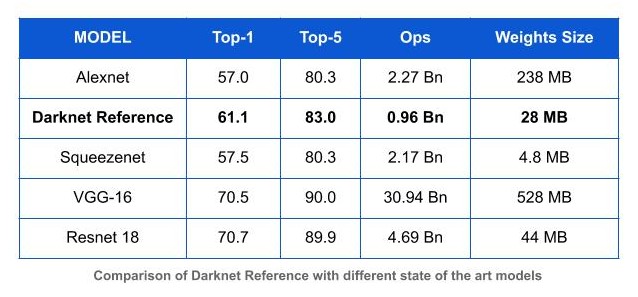 MODEL Top-1 Top-5 Ops Weights Size
Alexnet 57.0 80.3 2.27 Bn 238 MB
Darknet Reference 61.1 83.0 0.96 Bn 28 MB
Squeezenet 57.5 80.3 2.17 Bn 4.8 MB
VGG-16 70.5 90.0 30.94 Bn 528 MB
Resnet 18 70.7 89.9 4.69 Bn 44 MB
Comparison of Darknet Reference with different state of the art models